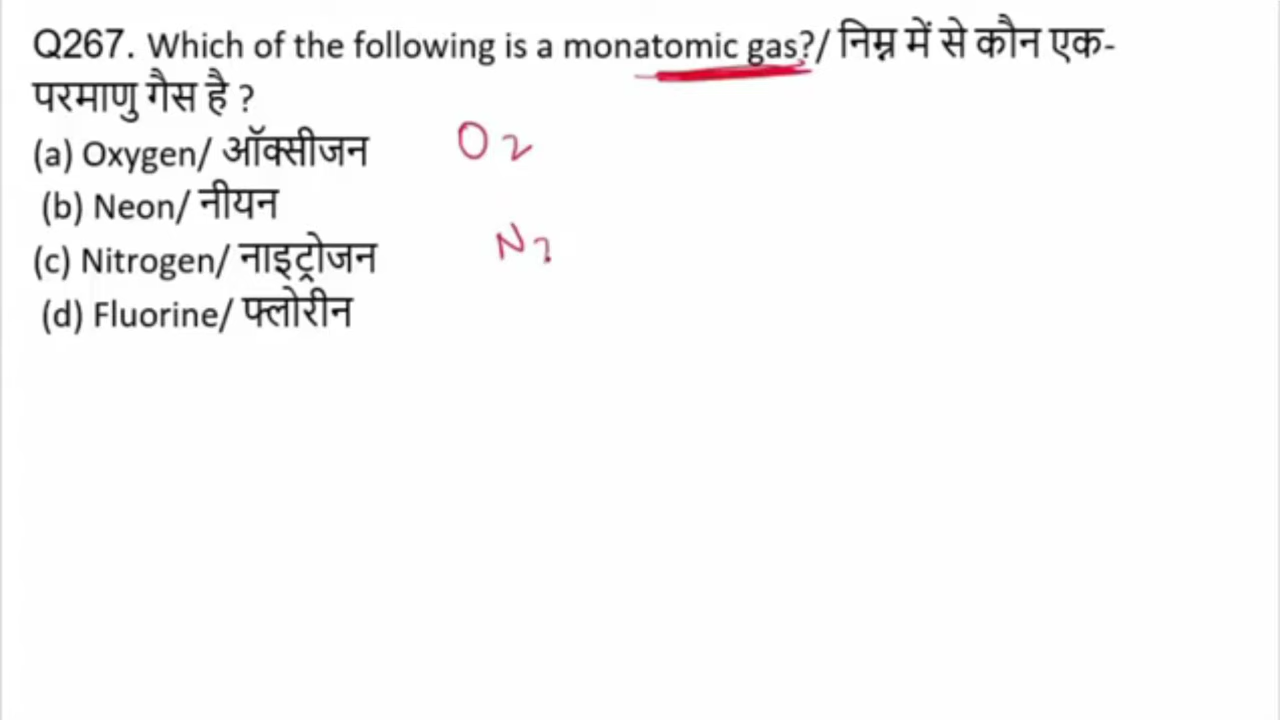 Q267. Which of the following is a monatomic gas?/ निम्न में से कौन एक-
परमाणु गैस है ?
(a) Oxygen/ ऑक्सीजन O2
(b) Neon/ नीयन
(c) Nitrogen/ नाइट्रोजन N2
(d) Fluorine/ फ्लोरीन